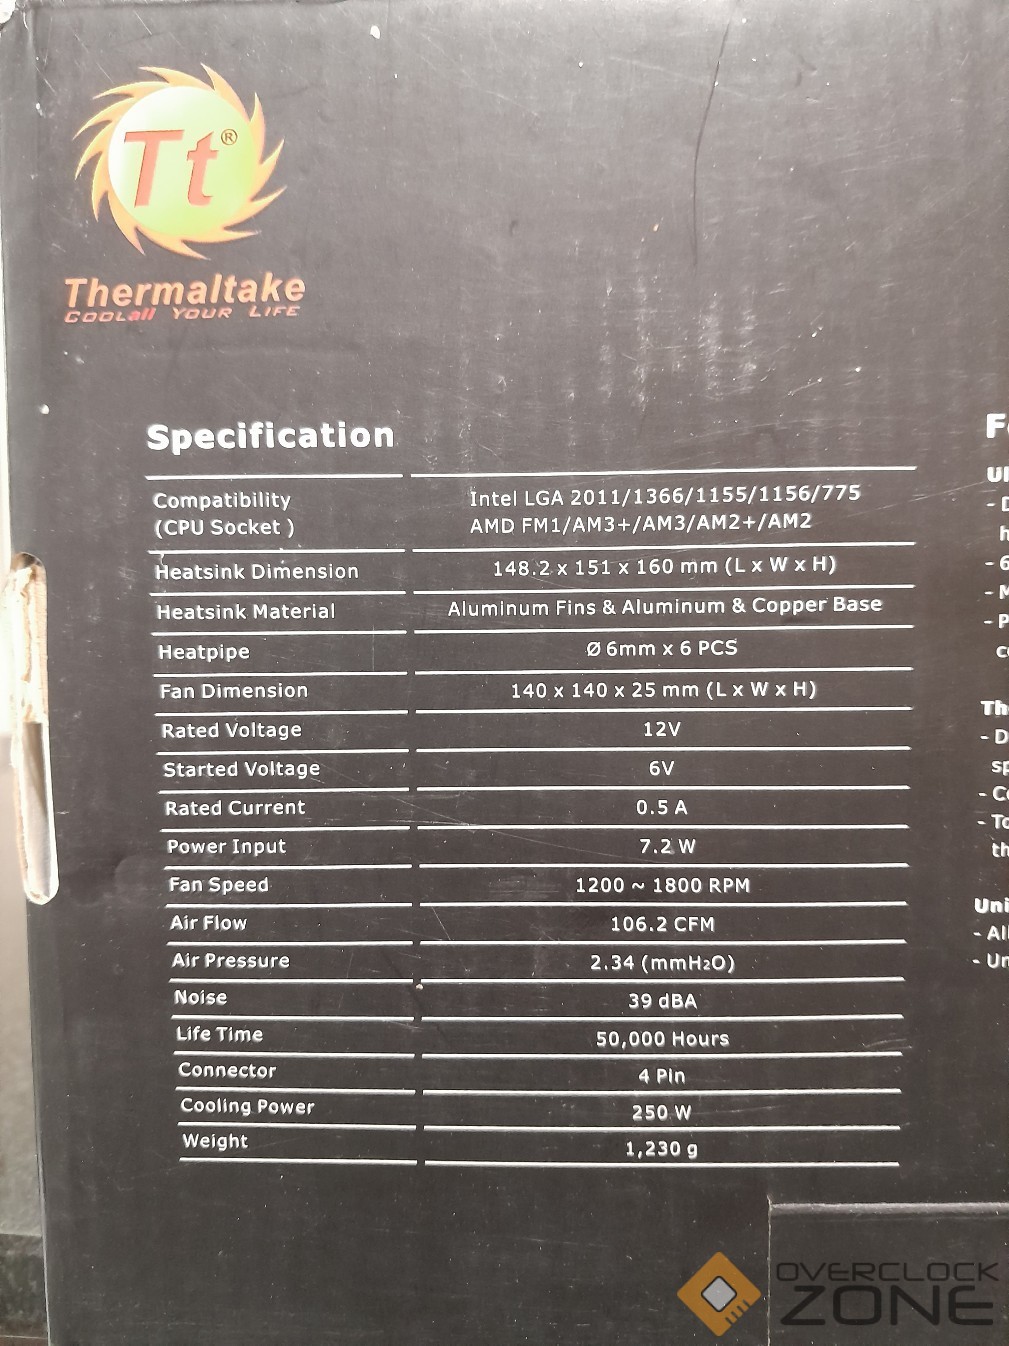 Tt®
Thermaltake
COOLall YOUR LIFE
Specification
Compatibility
(CPU Socket )
Intel LGA 2011/1366/1155/1156/775
AMD FM1/AM3+/AM3/AM2+/AM2
Heatsink Dimension 148.2 x 151 x 160 mm (L x W x H)
Heatsink Material Aluminum Fins & Aluminum & Copper Base
Heatpipe Ø 6mm x 6 PCS
Fan Dimension 140 x 140 x 25 mm (L x W x H)
Rated Voltage 12V
Started Voltage 6V
Rated Current 0.5 A
Power Input 7.2 W
Fan Speed 1200 ~ 1800 RPM
Air Flow 106.2 CFM
Air Pressure 2.34 (mmH₂O)
Noise 39 dBA
Life Time 50,000 Hours
Connector 4 Pin
Cooling Power 250 W
Weight 1,230 g
OVERCLOCK
ZONE